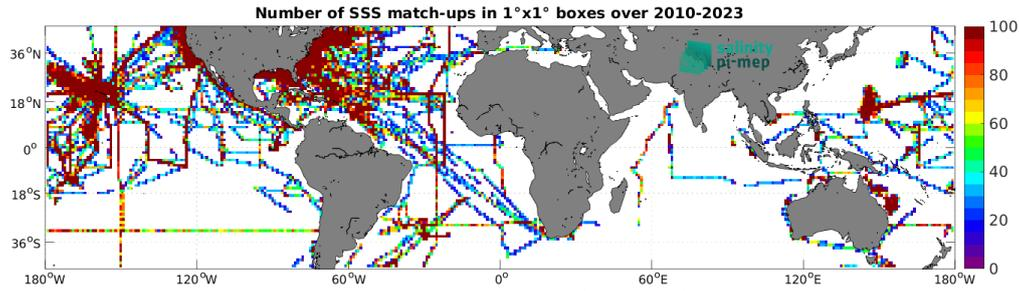 Number of SSS match-ups in 1°x1° boxes over 2010-2023
salinity
pi-mep
36°N
18°N
0°
18°S
36°S
180°W
120°W
60°W
0°
60°E
120°E
180°W
100
80
60
40
20
0